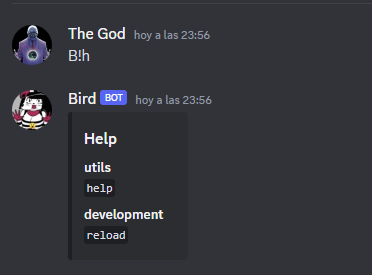 The God hoy a las 23:56
B!h
Bird BOT hoy a las 23:56
Help
utils
help
development
reload